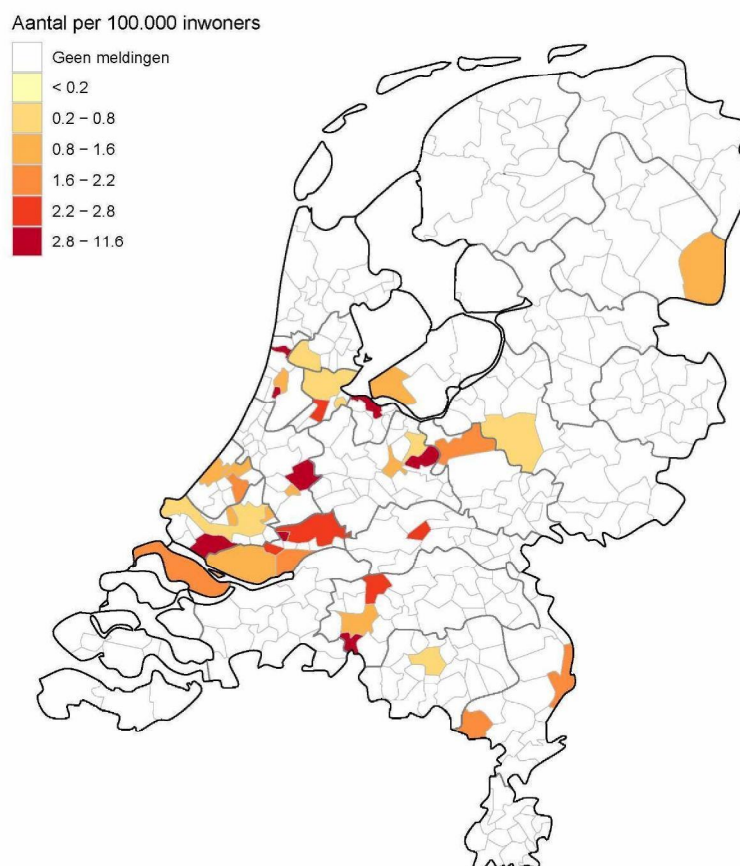 Aantal per 100.000 inwoners
Geen meldingen
< 0.2
0.2 – 0.8
0.8 – 1.6
1.6 – 2.2
2.2 – 2.8
2.8 – 11.6